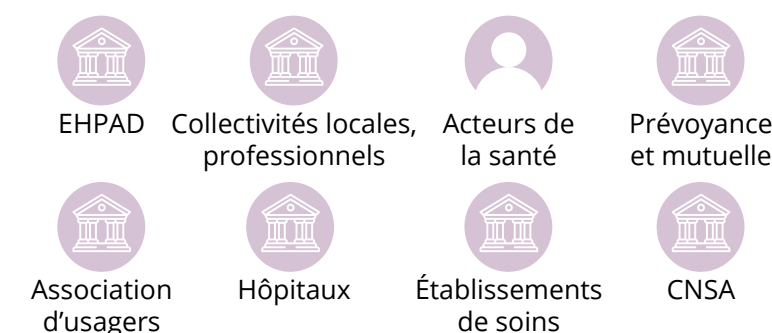 EHPAD
Collectivités locales,
professionnels
Acteurs de
la santé
Prévoyance
et mutuelle
Association
d'usagers
Hôpitaux
Établissements
de soins
CNSA